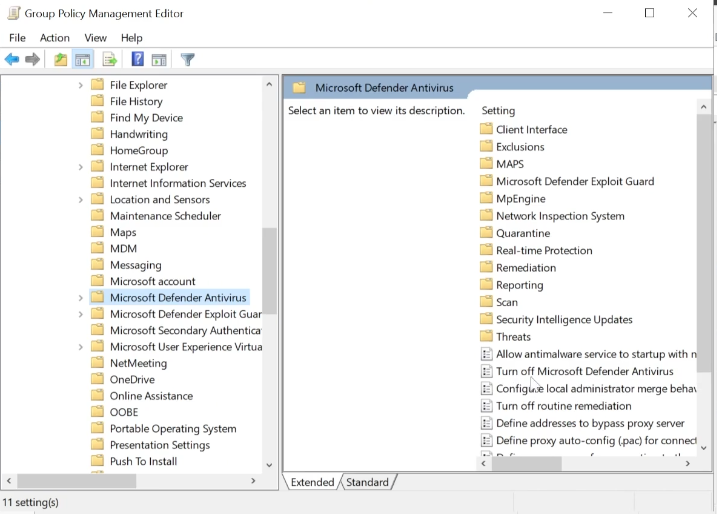 Group Policy Management Editor
File Action View Help
File Explorer
File History
Find My Device
Handwriting
HomeGroup
Internet Explorer
Internet Information Services
Location and Sensors
Maintenance Scheduler
Maps
MDM
Messaging
Microsoft account
Microsoft Defender Antivirus
Microsoft Defender Exploit Guar
Microsoft Secondary Authentica
Microsoft User Experience Virtua
NetMeeting
OneDrive
Online Assistance
OOBE
Portable Operating System
Presentation Settings
Push To Install
Microsoft Defender Antivirus
Select an item to view its description.
Setting
Client Interface
Exclusions
MAPS
Microsoft Defender Exploit Guard
MpEngine
Network Inspection System
Quarantine
Real-time Protection
Remediation
Reporting
Scan
Security Intelligence Updates
Threats
Allow antimalware service to startup with n
Turn off Microsoft Defender Antivirus
Configure local administrator merge behav
Turn off routine remediation
Define addresses to bypass proxy server
Define proxy auto-config (.pac) for connect
Extended Standard
11 setting(s)